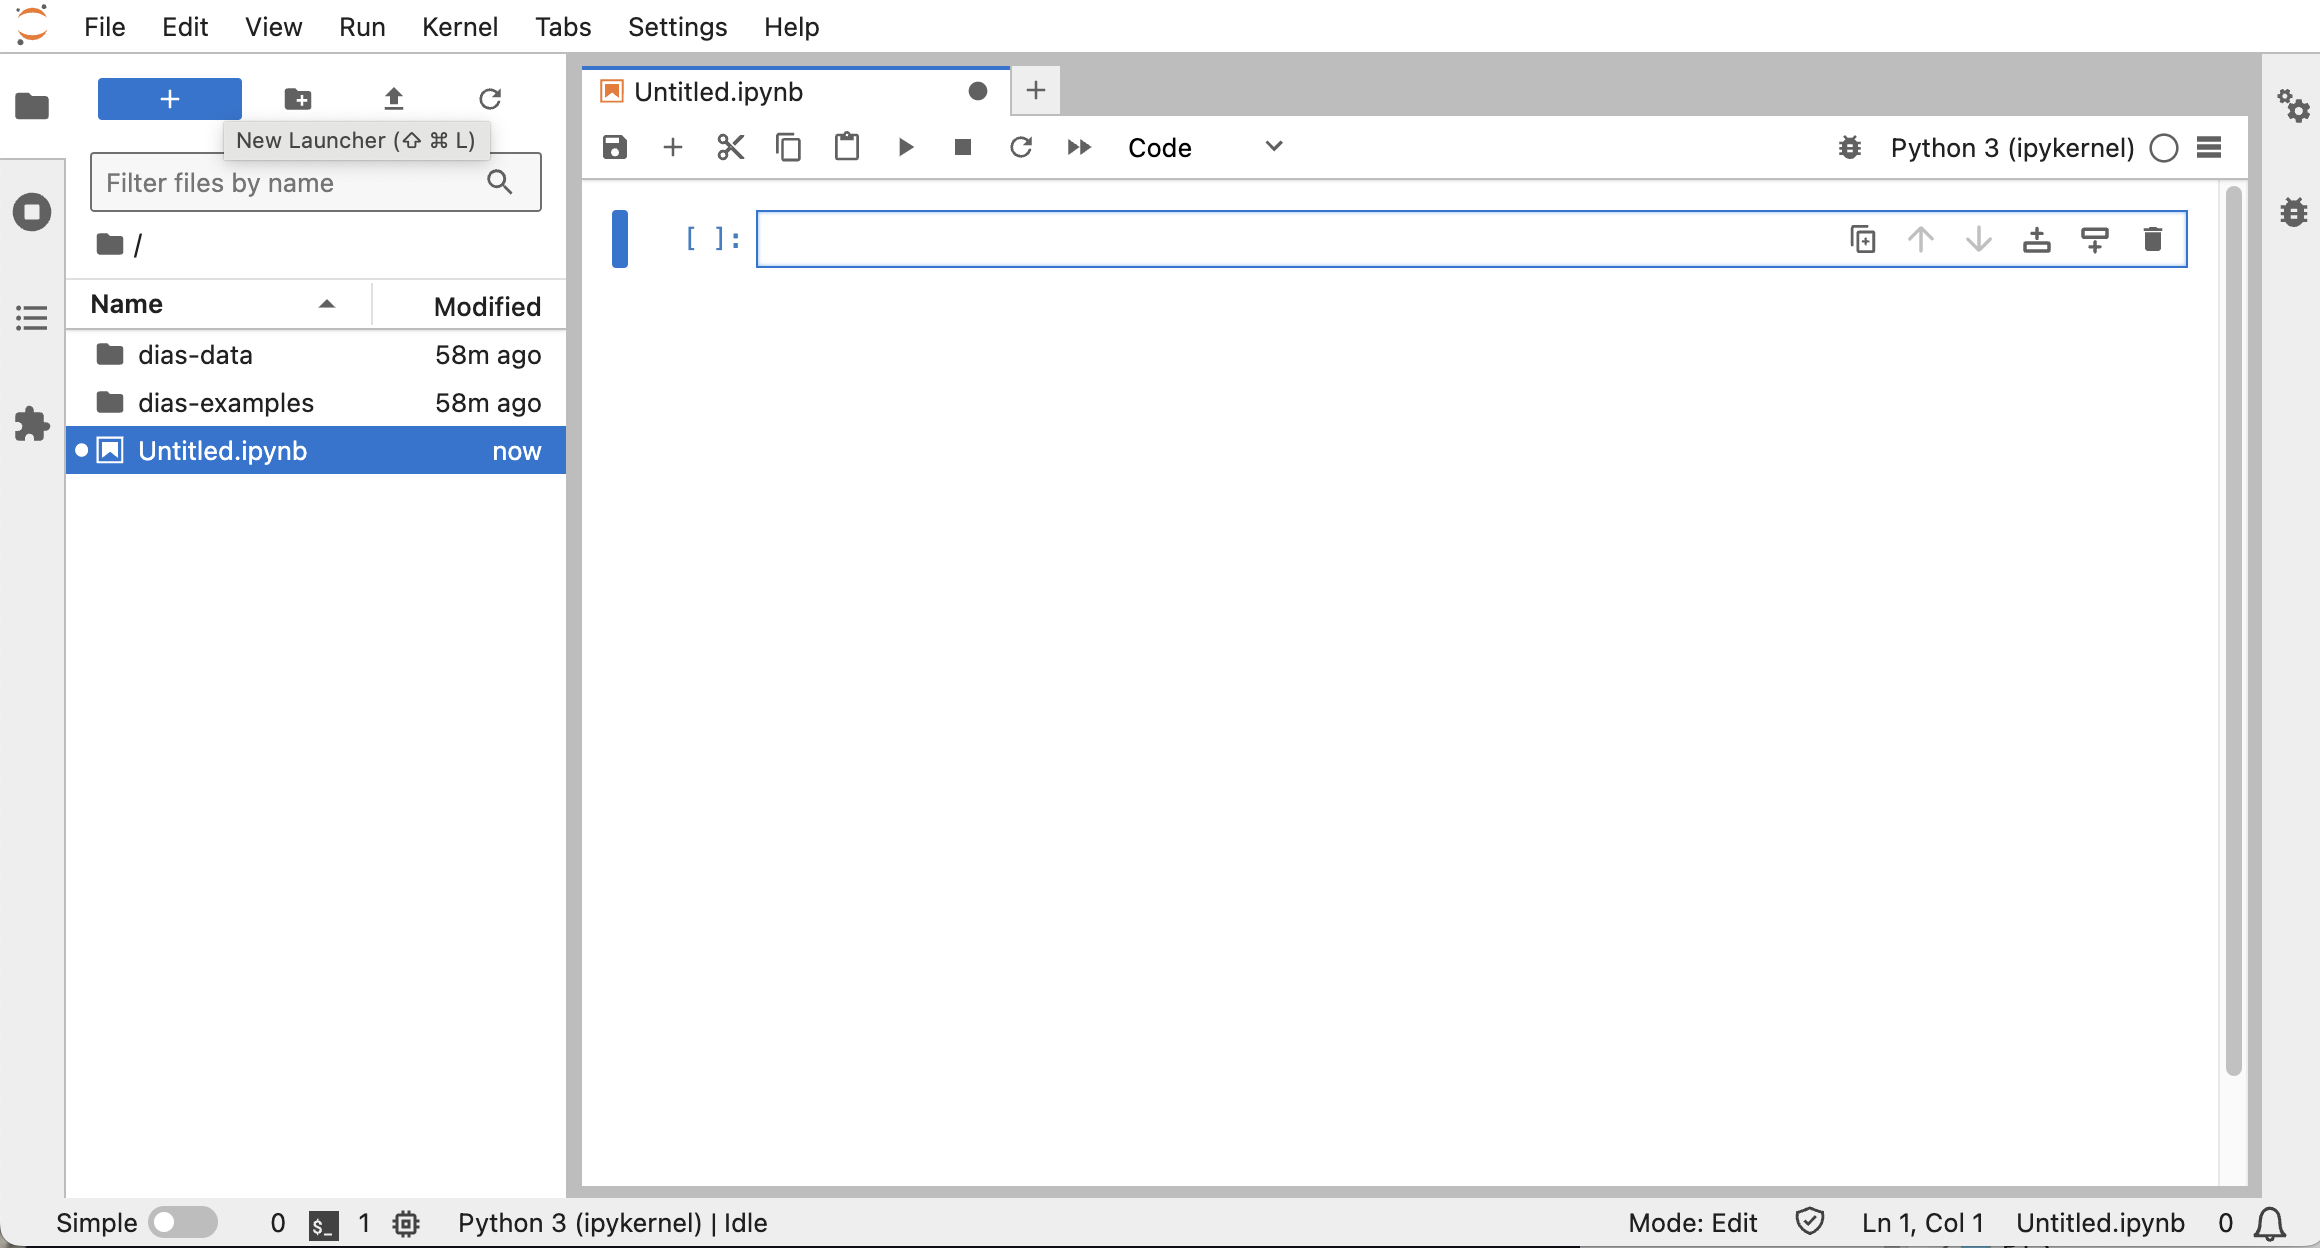 File Edit View Run Kernel Tabs Settings Help
New Launcher (⇧ ⌘ L)
Filter files by name
/
Name Modified
dias-data 58m ago
dias-examples 58m ago
Untitled.ipynb now
Untitled.ipynb
Code
Python 3 (ipykernel)
[ ]:
Simple 0 $_ 1 Python 3 (ipykernel) | Idle Mode: Edit Ln 1, Col 1 Untitled.ipynb 0